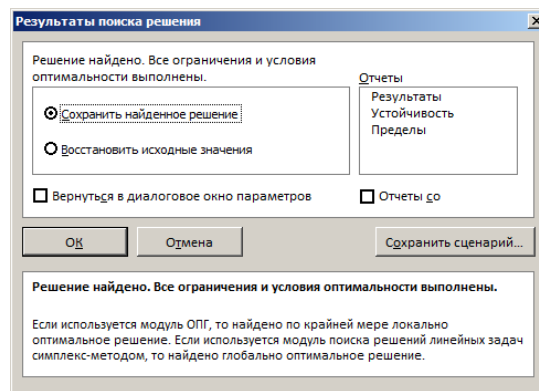 Результаты поиска решения
Решение найдено. Все ограничения и условия
оптимальности выполнены.
Отчеты
Сохранить найденное решение
Восстановить исходные значения
Результаты
Устойчивость
Пределы
Вернуться в диалоговое окно параметров
Отчеты со
ОК
Отмена
Сохранить сценарий...
Решение найдено. Все ограничения и условия оптимальности выполнены.
Если используется модуль ОПГ, то найдено по крайней мере локально
оптимальное решение. Если используется модуль поиска решений линейных задач
симплекс-методом, то найдено глобально оптимальное решение.